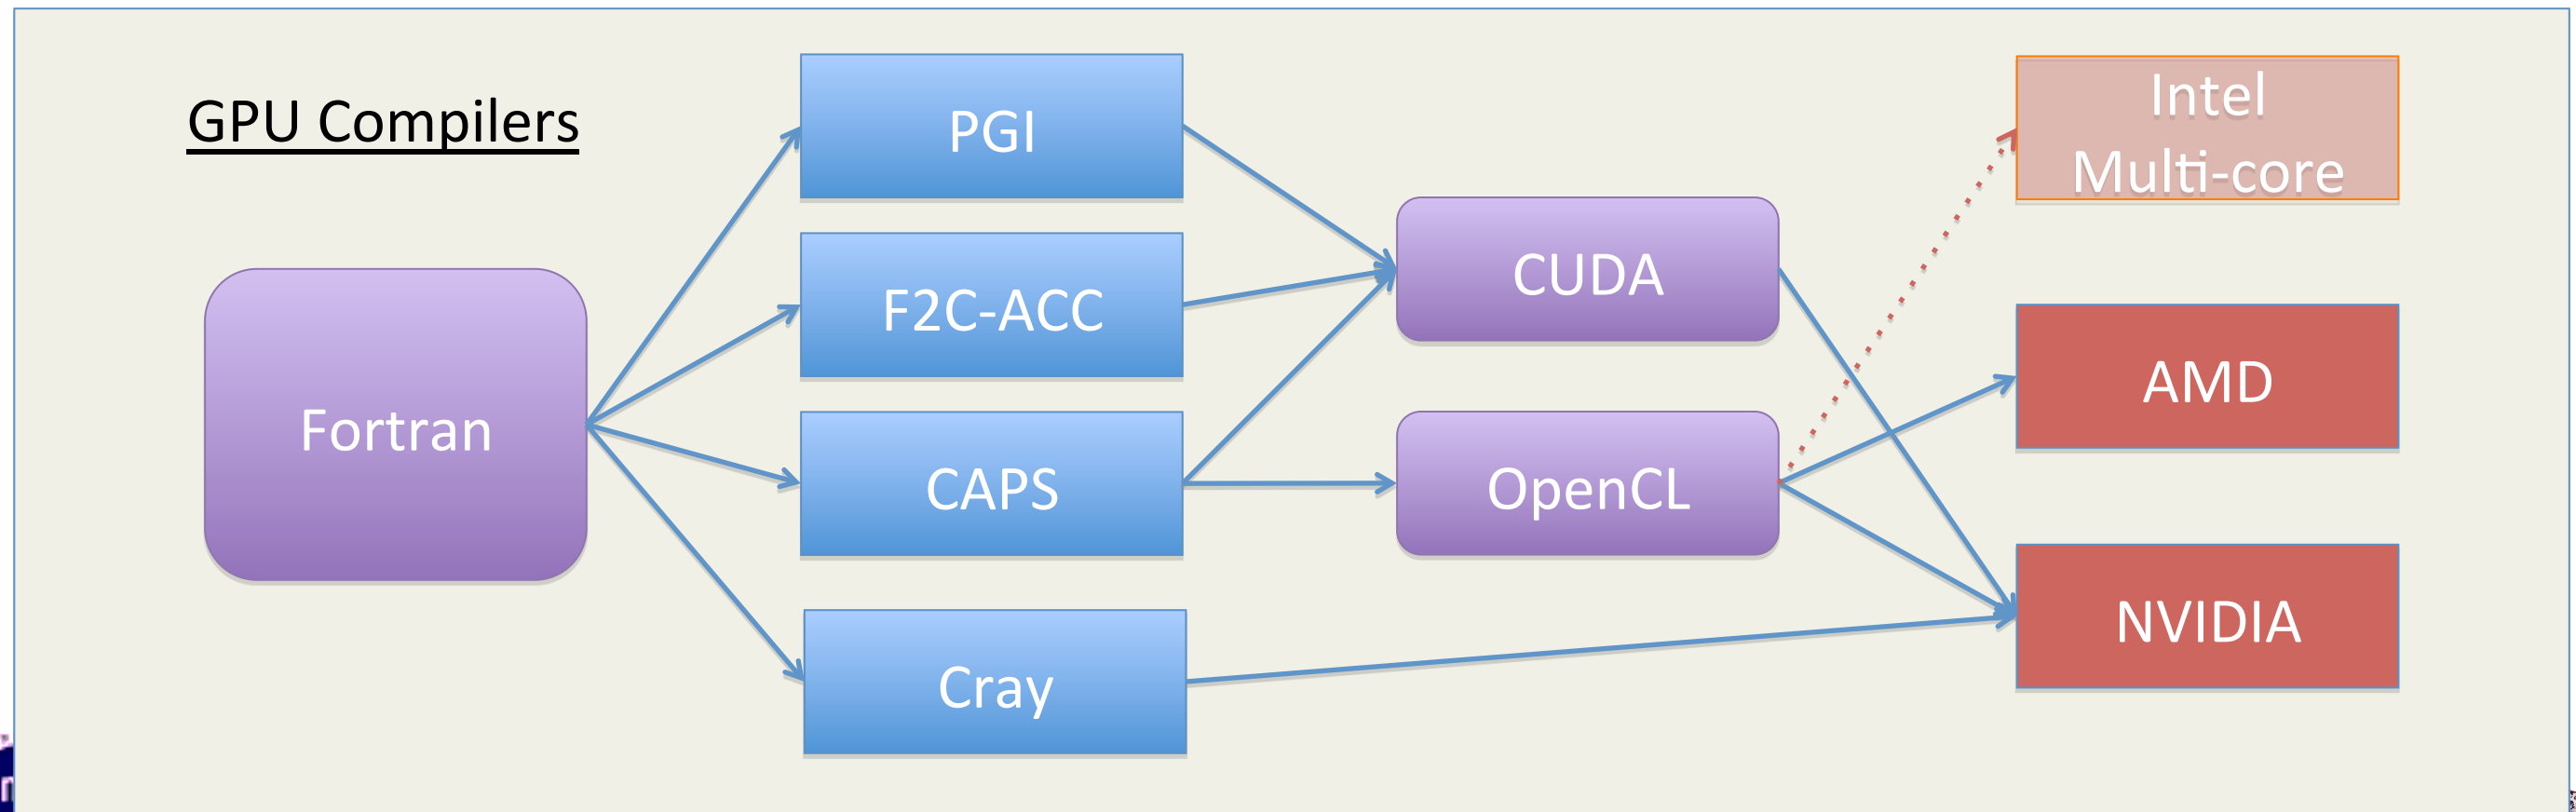 GPU Compilers
Fortran
PGI
F2C-ACC
CAPS
Cray
CUDA
OpenCL
Intel
Multi-core
AMD
NVIDIA